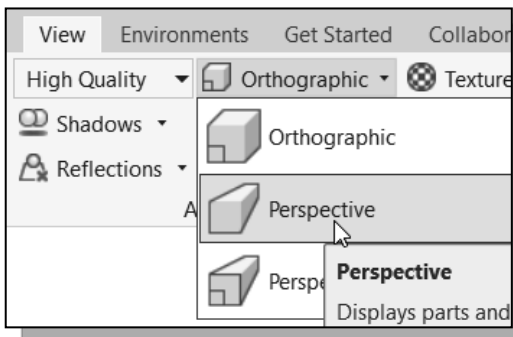 View Environments Get Started Collabor
High Quality Orthographic Texture
Shadows
Orthographic
Reflections
A
Perspective
Perspe
Perspective
Displays parts and